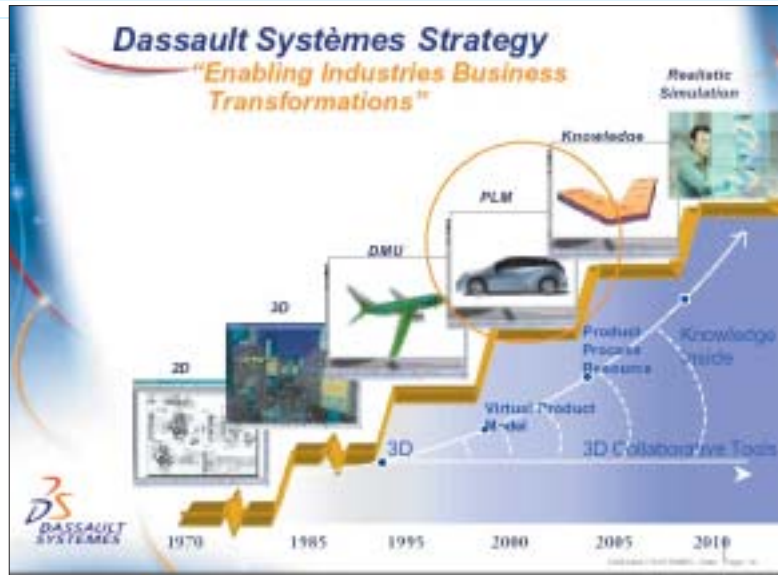 Dassault Systèmes Strategy
"Enabling Industries Business
Transformations"
Realistic
Simulation
Knowledge
PLM
DMU
3D
2D
Product
Process
Resource
Knowledge
Inside
Virtual Product
Model
3D
3D Collaborative Tools
DASSAULT
SYSTEMES
1970
1985
1995
2000
2005
2010